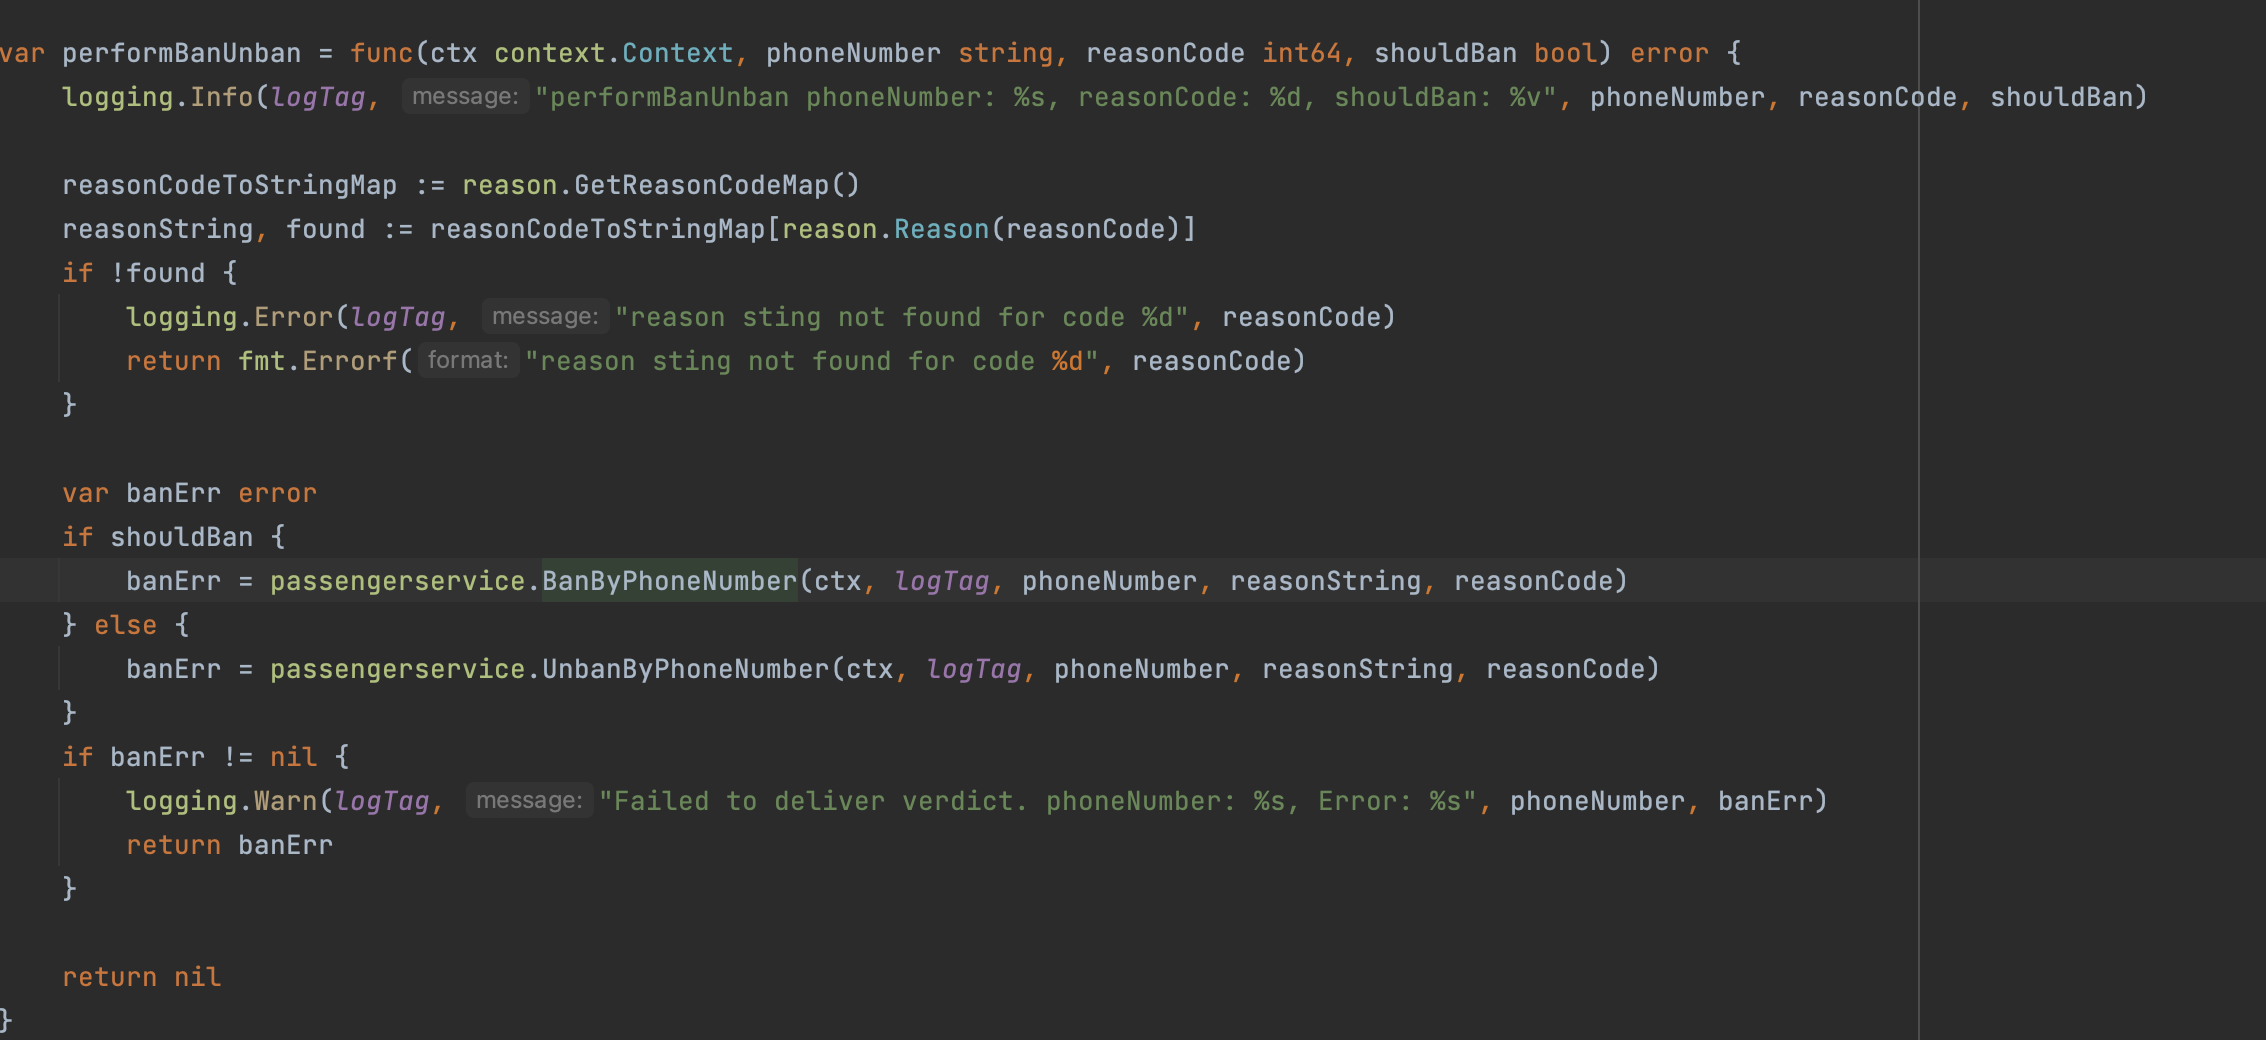 var performBanUnban = func(ctx context.Context, phoneNumber string, reasonCode int64, shouldBan bool) error {
logging.Info(logTag, message: "performBanUnban phoneNumber: %s, reasonCode: %d, shouldBan: %v", phoneNumber, reasonCode, shouldBan)
reasonCodeToStringMap := reason.GetReasonCodeMap()
reasonString, found := reasonCodeToStringMap[reason.Reason(reasonCode)]
if !found {
logging.Error(logTag, message: "reason sting not found for code %d", reasonCode)
return fmt.Errorf( format: "reason sting not found for code %d", reasonCode)
}
var banErr error
if shouldBan {
banErr = passengerservice.BanByPhoneNumber(ctx, logTag, phoneNumber, reasonString, reasonCode)
} else {
banErr = passengerservice.UnbanByPhoneNumber(ctx, logTag, phoneNumber, reasonString, reasonCode)
}
if banErr != nil {
logging.Warn(logTag, message: "Failed to deliver verdict. phoneNumber: %s, Error: %s", phoneNumber, banErr)
return banErr
}
return nil
}